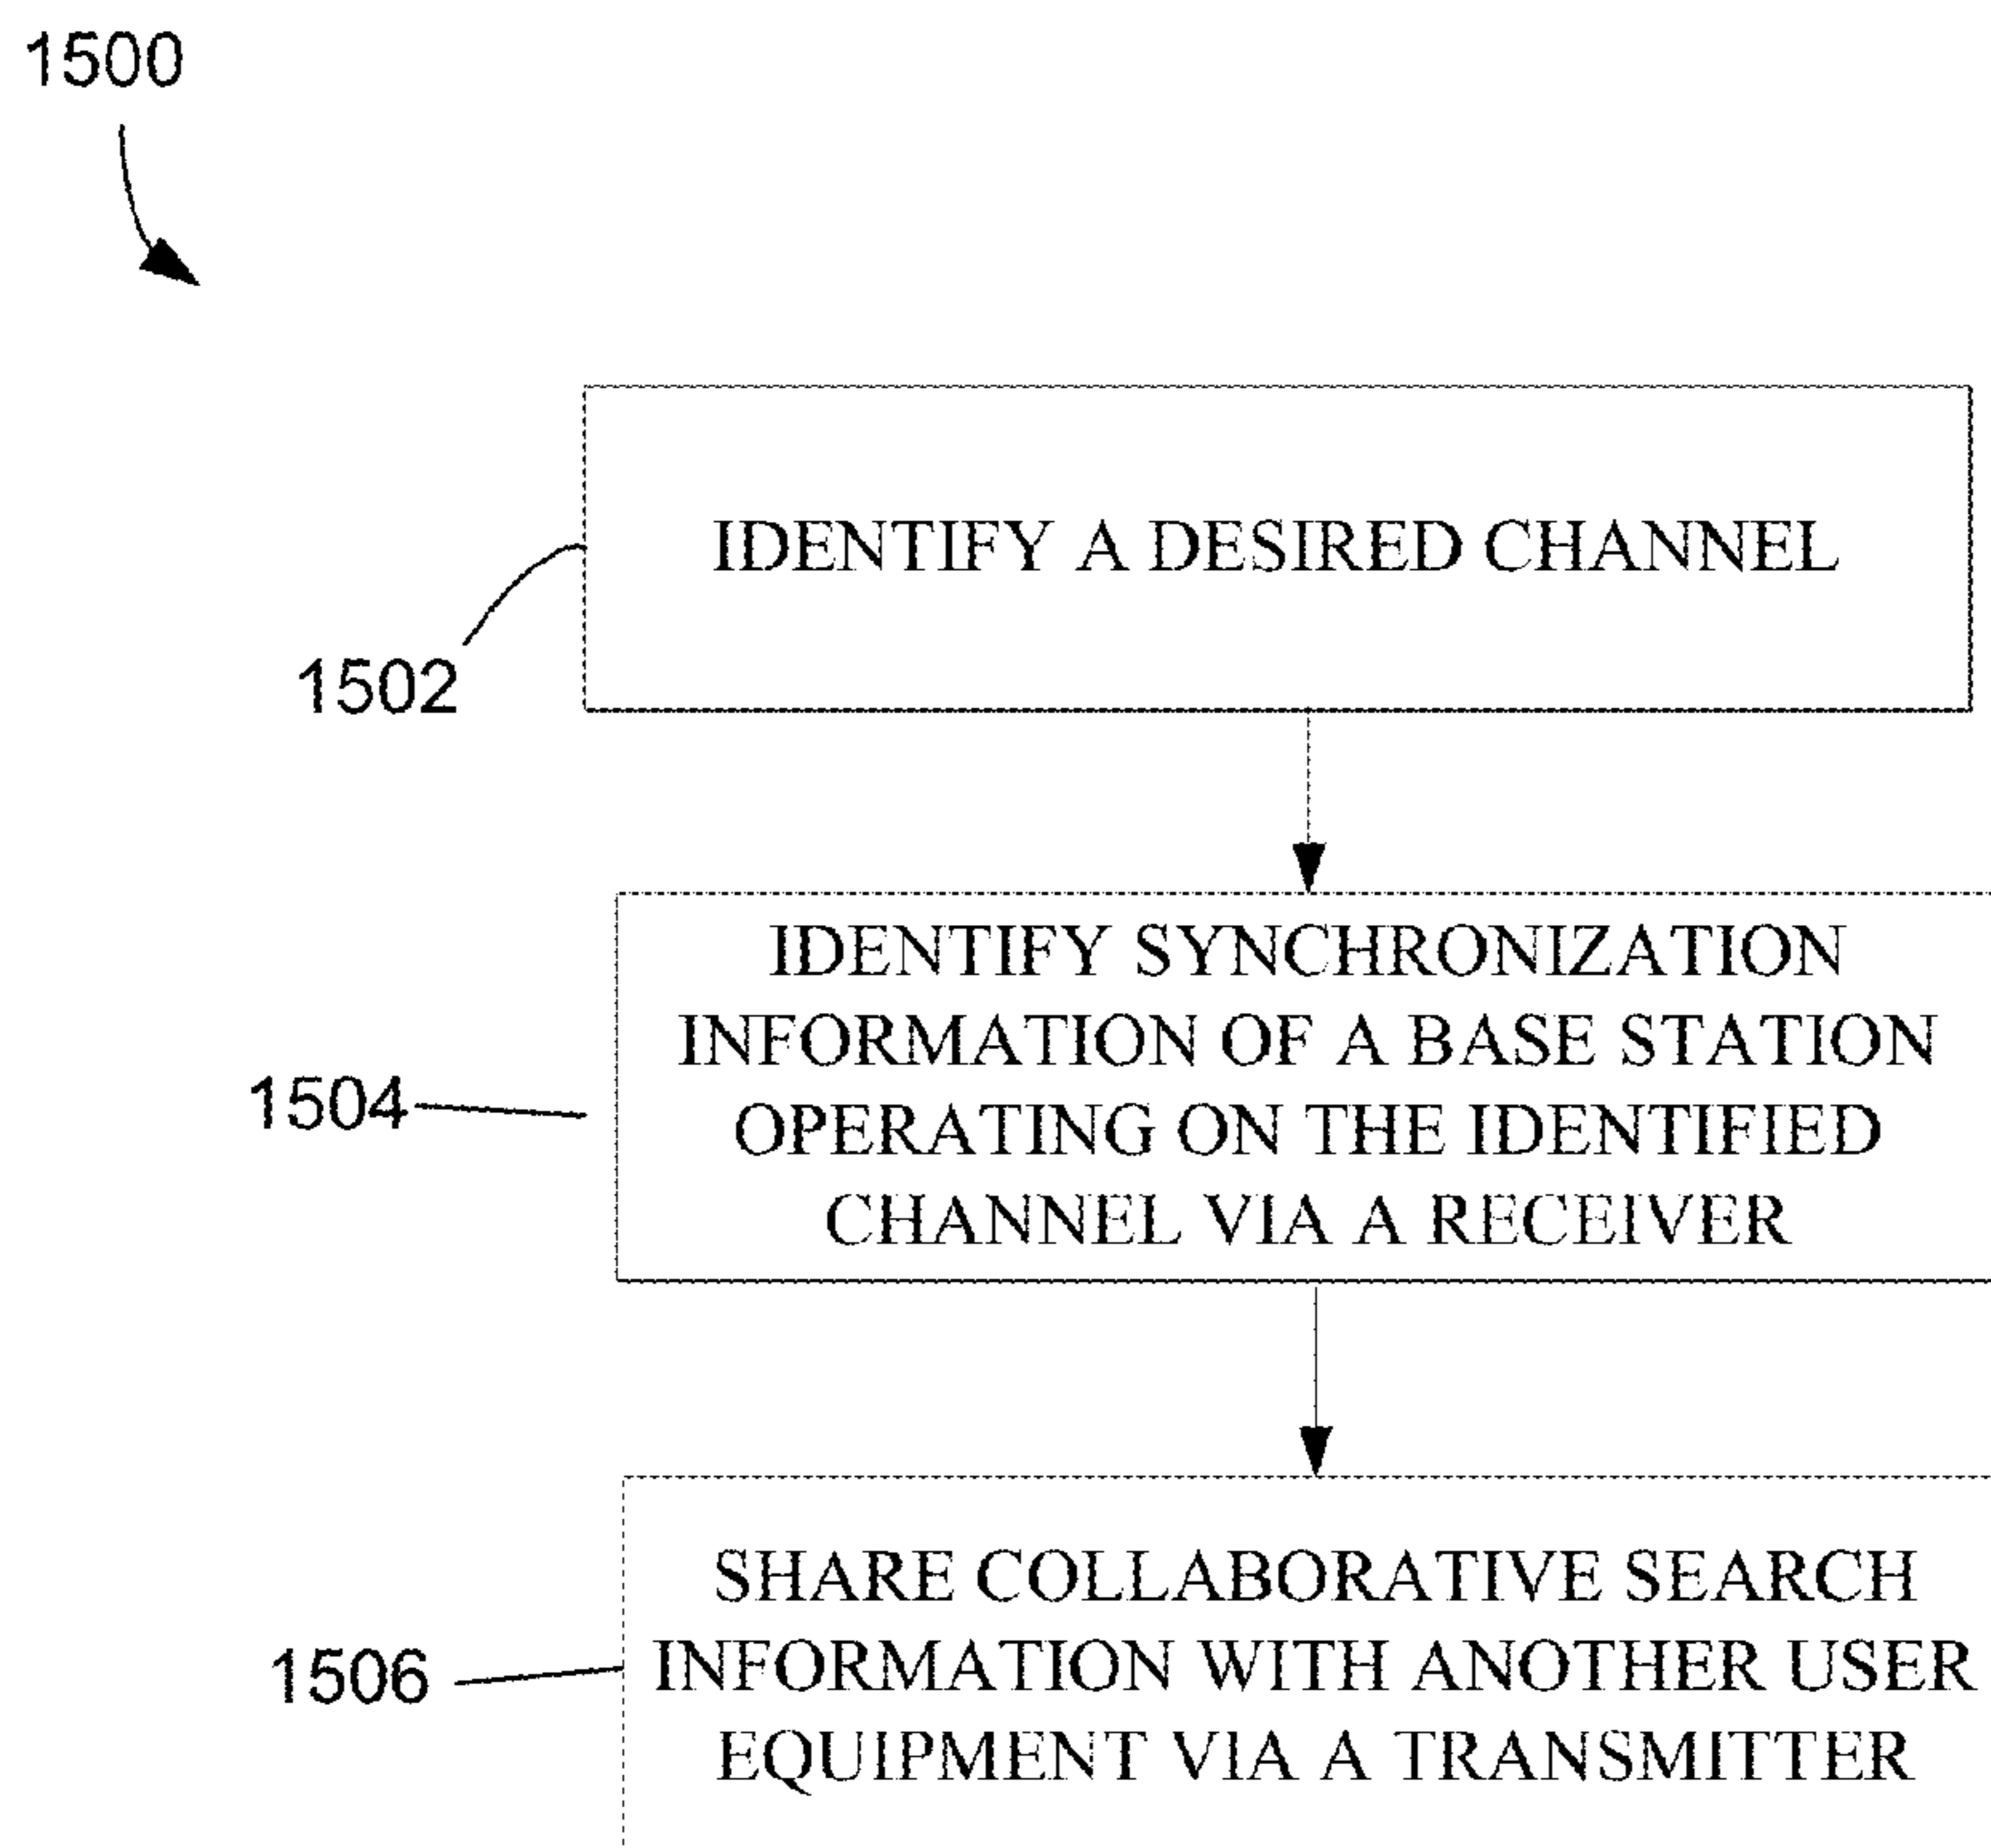 1500
IDENTIFY A DESIRED CHANNEL
1502
IDENTIFY SYNCHRONIZATION
INFORMATION OF A BASE STATION
OPERATING ON THE IDENTIFIED
CHANNEL VIA A RECEIVER
1504
SHARE COLLABORATIVE SEARCH
INFORMATION WITH ANOTHER USER
EQUIPMENT VIA A TRANSMITTER
1506